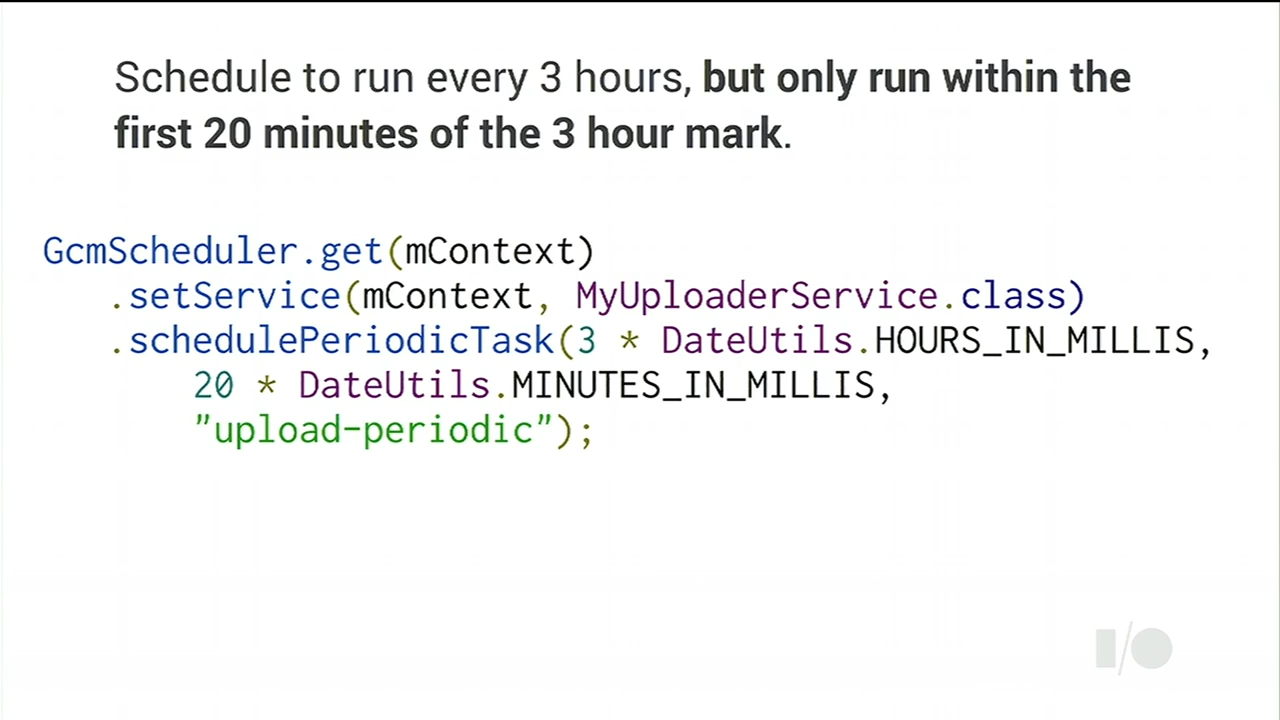 Schedule to run every 3 hours, but only run within the
first 20 minutes of the 3 hour mark.
GcmScheduler.get(mContext)
.setService(mContext, MyUploaderService.class)
.schedulePeriodicTask(3 * DateUtils.HOURS_IN_MILLIS,
20 * DateUtils.MINUTES_IN_MILLIS,
"upload-periodic");
I/O